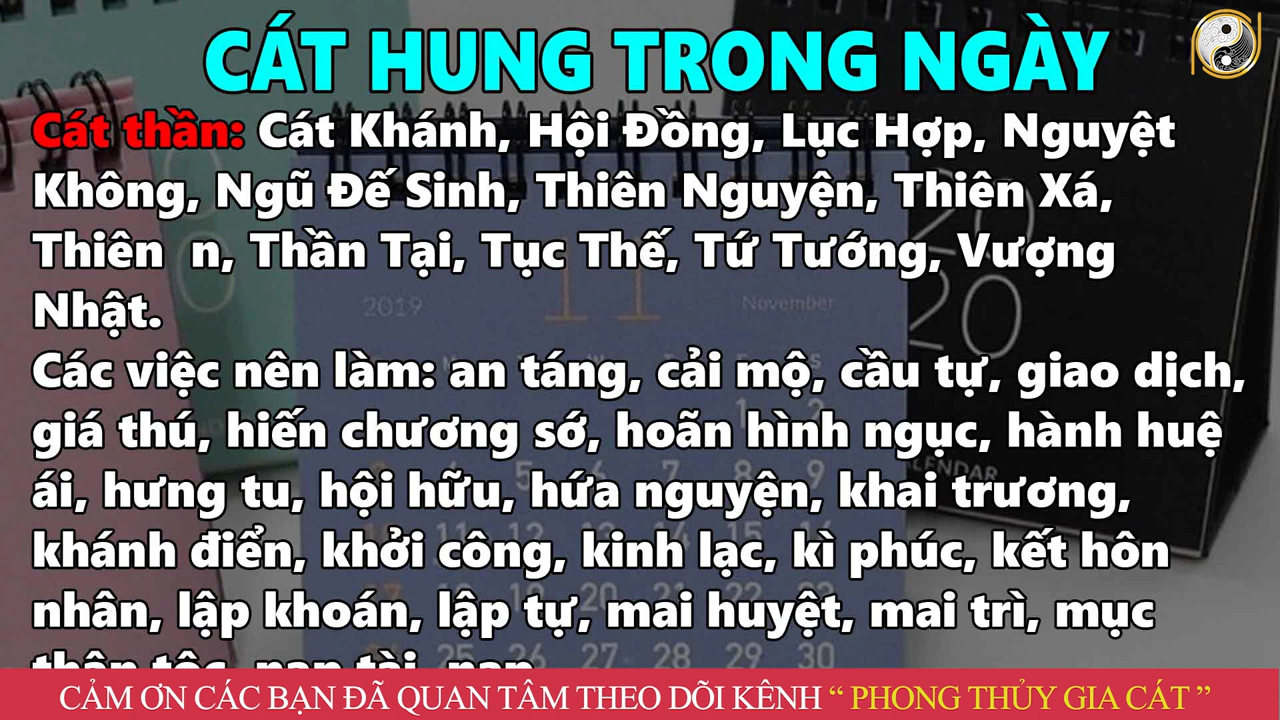 CÁT HUNG TRONG NGÀY
Cát thần: Cát Khánh, Hội Đồng, Lục Hợp, Nguyệt
Không, Ngũ Đế Sinh, Thiên Nguyện, Thiên Xá,
Thiên  n, Thần Tại, Tục Thế, Tứ Tướng, Vượng
Nhật.
Các việc nên làm: an táng, cải mộ, cầu tự, giao dịch,
giá thú, hiến chương sớ, hoãn hình ngục, hành huệ
ái, hưng tu, hội hữu, hứa nguyện, khai trương,
khánh điển, khởi công, kinh lạc, kì phúc, kết hôn
nhân, lập khoán, lập tự, mai huyệt, mai trì, mục
2019
11
November
2020
CALENDAR
CẢM ƠN CÁC BẠN ĐÃ QUAN TÂM THEO DÕI KÊNH “ PHONG THỦY GIA CÁT ”